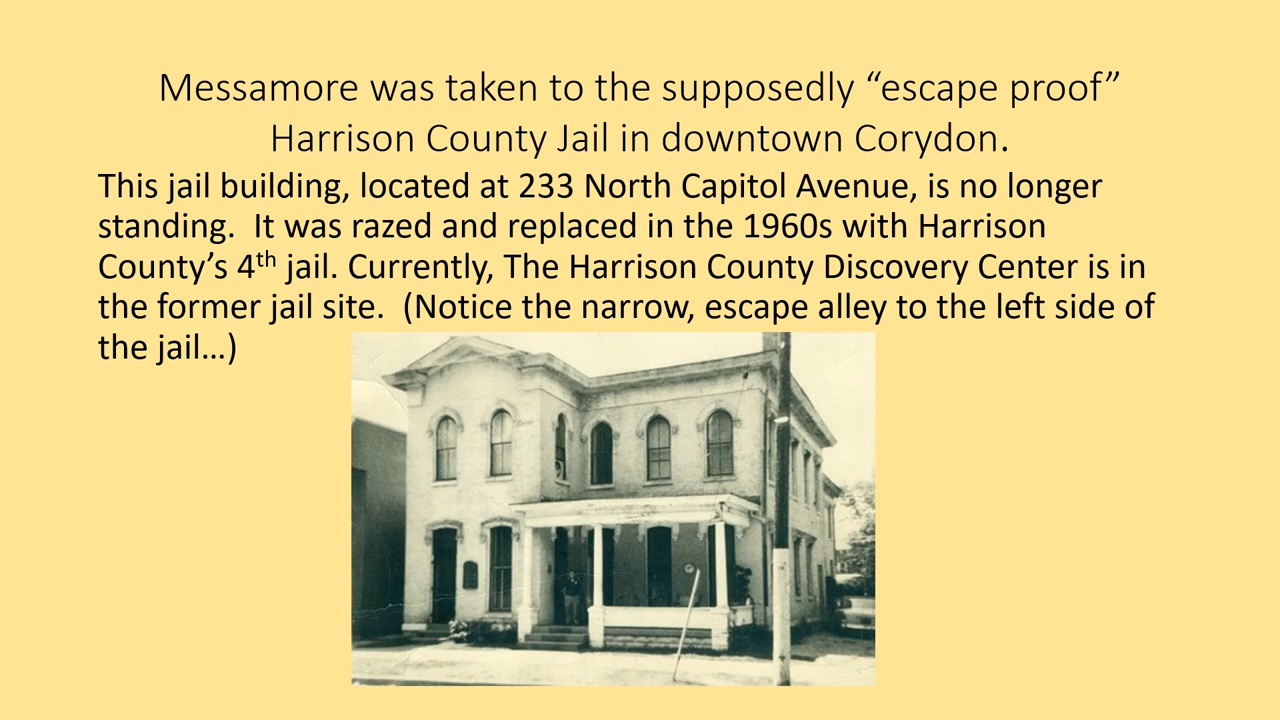 Messamore was taken to the supposedly “escape proof”
Harrison County Jail in downtown Corydon.
This jail building, located at 233 North Capitol Avenue, is no longer
standing.  It was razed and replaced in the 1960s with Harrison
County’s 4th jail. Currently, The Harrison County Discovery Center is in
the former jail site.  (Notice the narrow, escape alley to the left side of
the jail…)